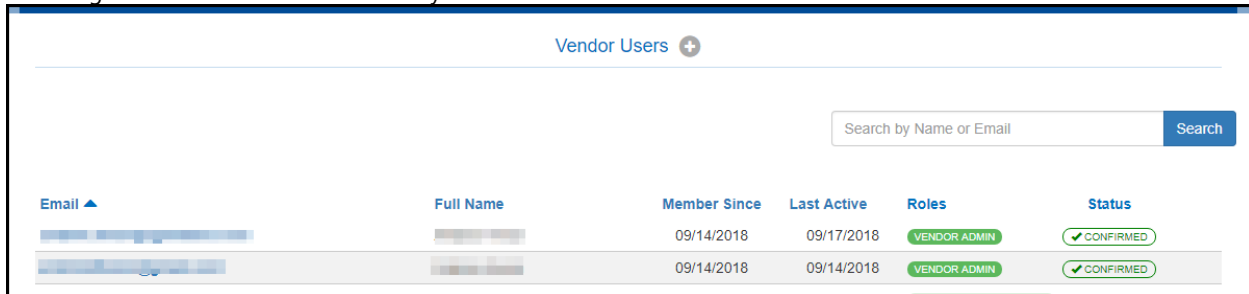 Vendor Users
Search by Name or Email Search
Email Full Name Member Since Last Active Roles Status
09/14/2018 09/17/2018 VENDOR ADMIN CONFIRMED
09/14/2018 09/14/2018 VENDOR ADMIN CONFIRMED